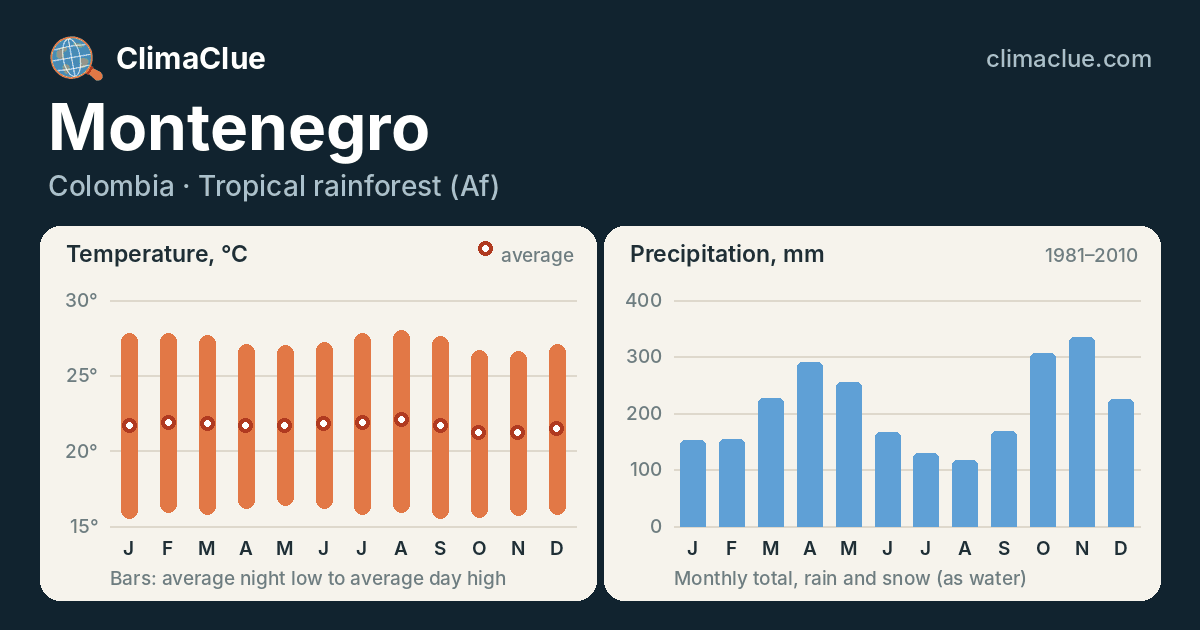 ClimaClue
climaclue.com
Montenegro
Colombia · Tropical rainforest (Af)
Temperature, °C
average
30°
25°
20°
15°
J F M A M J J A S O N D
Bars: average night low to average day high
Precipitation, mm
1981–2010
400
300
200
100
0
J F M A M J J A S O N D
Monthly total, rain and snow (as water)